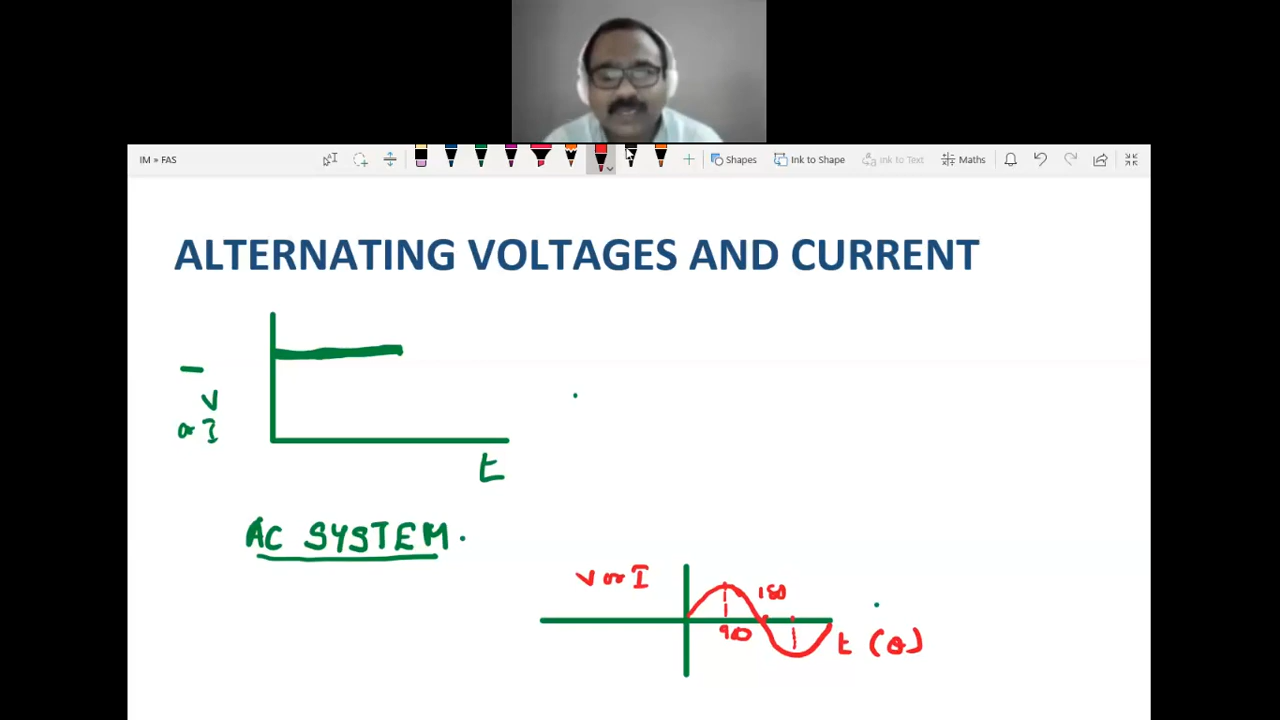 IM » FAS
Shapes Ink to Shape Ink to Text Maths
ALTERNATING VOLTAGES AND CURRENT
V
or I
t
AC SYSTEM.
V or I
180
90
t (θ)